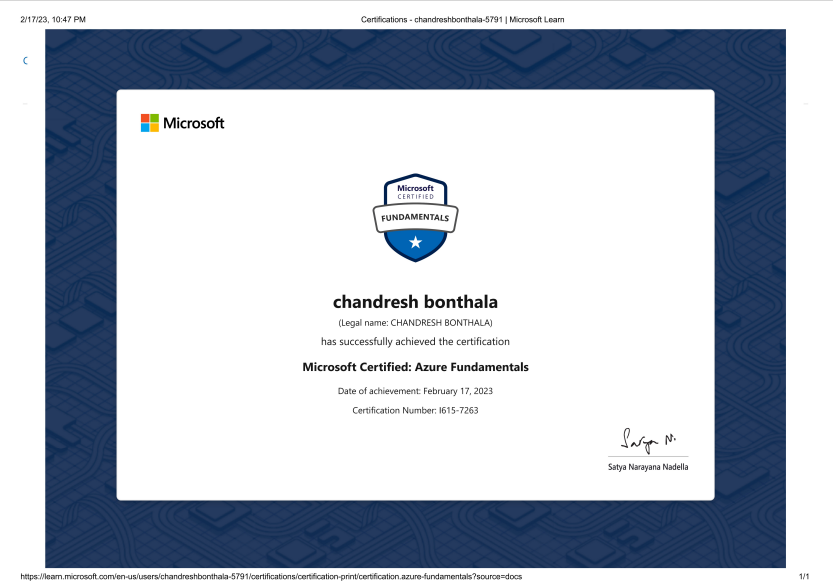 2/17/23, 10:47 PM
Certifications - chandreshbonthala-5791 | Microsoft Learn
Microsoft
Microsoft
CERTIFIED
FUNDAMENTALS
chandresh bonthala
(Legal name: CHANDRESH BONTHALA)
has successfully achieved the certification
Microsoft Certified: Azure Fundamentals
Date of achievement: February 17, 2023
Certification Number: I615-7263
Satya N.
Satya Narayana Nadella
https://learn.microsoft.com/en-us/users/chandreshbonthala-5791/certifications/certification-print/certification.azure-fundamentals?source=docs
1/1